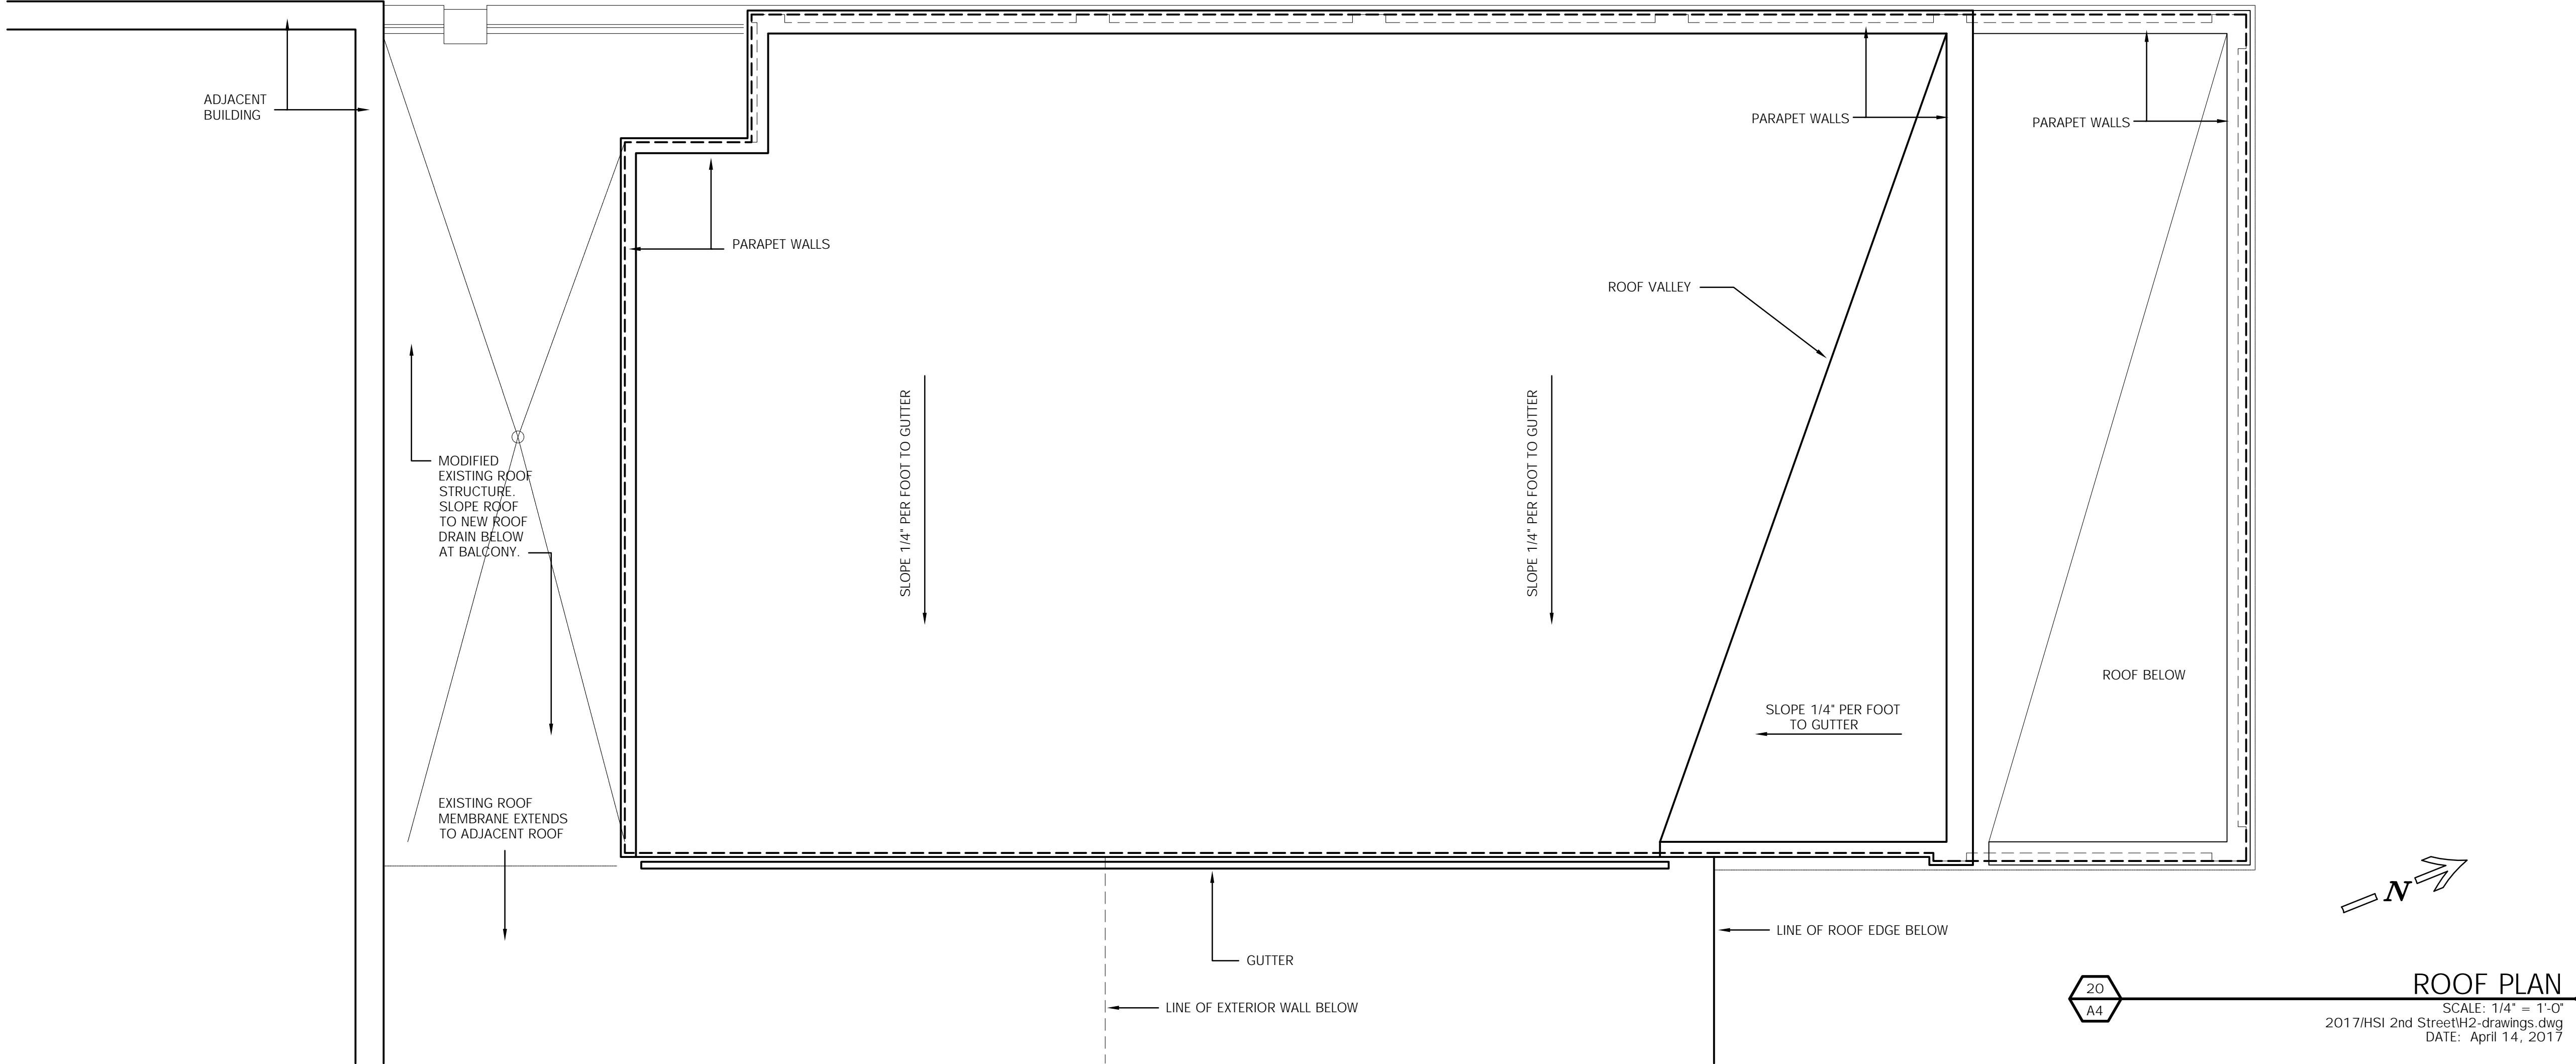 ADJACENT
BUILDING
PARAPET WALLS
PARAPET WALLS
PARAPET WALLS
ROOF VALLEY
SLOPE 1/4" PER FOOT TO GUTTER
SLOPE 1/4" PER FOOT TO GUTTER
MODIFIED
EXISTING ROOF
STRUCTURE.
SLOPE ROOF
TO NEW ROOF
DRAIN BELOW
AT BALCONY.
ROOF BELOW
SLOPE 1/4" PER FOOT
TO GUTTER
EXISTING ROOF
MEMBRANE EXTENDS
TO ADJACENT ROOF
N
LINE OF ROOF EDGE BELOW
GUTTER
LINE OF EXTERIOR WALL BELOW
20
A4
ROOF PLAN
SCALE: 1/4" = 1'-0"
2017/HSI 2nd Street\H2-drawings.dwg
DATE: April 14, 2017